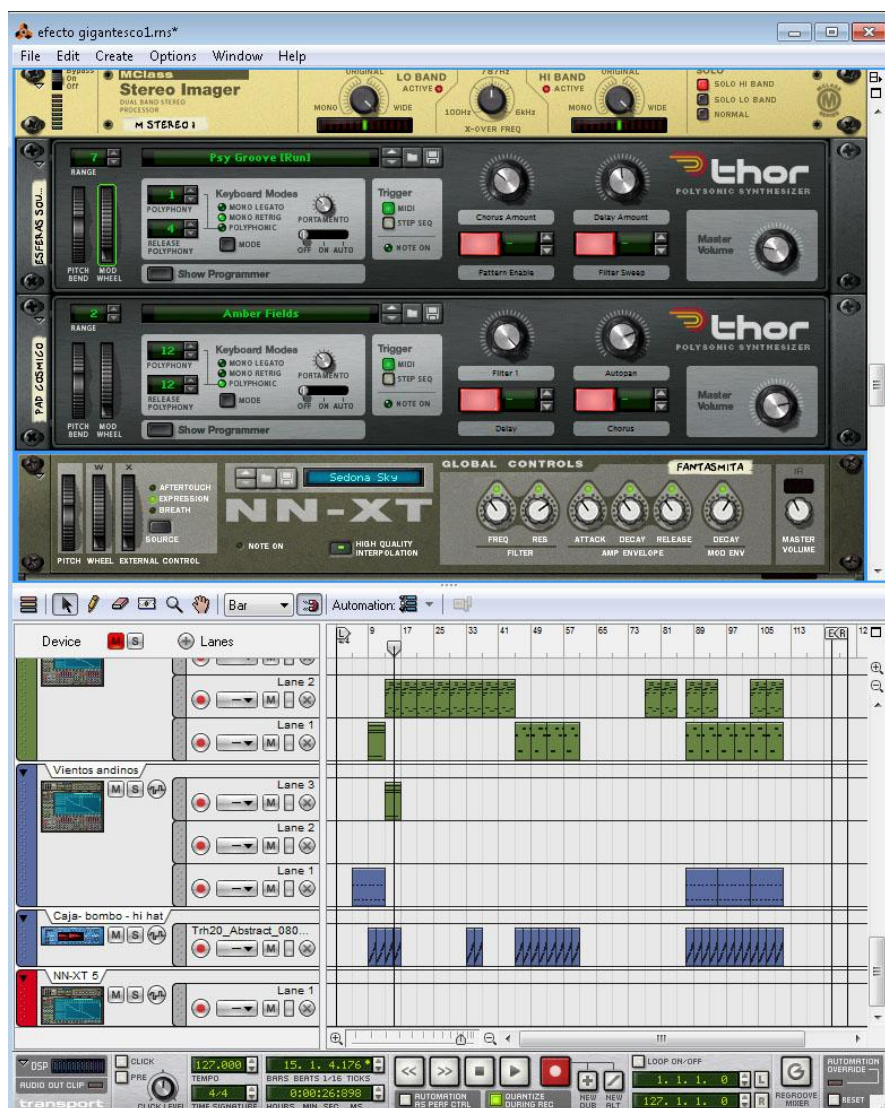 efecto gigantesco1.rns*
File Edit Create Options Window Help
Bypass
On
Off
MClass
Stereo Imager
DUAL BAND STEREO
PROCESSOR
M STEREO 1
ORIGINAL
MONO WIDE
LO BAND
ACTIVE
787Hz
100Hz 6kHz
X-OVER FREQ
HI BAND
ACTIVE
ORIGINAL
MONO WIDE
SOLO
SOLO HI BAND
SOLO LO BAND
NORMAL
ESFERAS SOU...
7
RANGE
PITCH BEND
MOD WHEEL
Psy Groove [Run]
1
POLYPHONY
4
RELEASE
POLYPHONY
Keyboard Modes
MONO LEGATO
MONO RETRIG
POLYPHONIC
MODE
PORTAMENTO
OFF ON AUTO
Trigger
MIDI
STEP SEQ
NOTE ON
Show Programmer
Chorus Amount
Delay Amount
Pattern Enable
Filter Sweep
thor
POLYSONIC SYNTHESIZER
Master
Volume
PAD COSMICO
2
RANGE
PITCH BEND
MOD WHEEL
Amber Fields
12
POLYPHONY
12
RELEASE
POLYPHONY
Keyboard Modes
MONO LEGATO
MONO RETRIG
POLYPHONIC
MODE
PORTAMENTO
OFF ON AUTO
Trigger
MIDI
STEP SEQ
NOTE ON
Show Programmer
Filter 1
Autopan
Delay
Chorus
thor
POLYSONIC SYNTHESIZER
Master
Volume
W X
AFTERTOUCH
EXPRESSION
BREATH
SOURCE
PITCH WHEEL EXTERNAL CONTROL
Sedona Sky
NN-XT
NOTE ON
HIGH QUALITY
INTERPOLATION
GLOBAL CONTROLS
FANTASMITA
FREQ RES
FILTER
ATTACK DECAY RELEASE
AMP ENVELOPE
DECAY
MOD ENV
MASTER
VOLUME
Bar
Automation:
Device M S Lanes
L 9 17 25 33 41 49 57 65 73 81 89 97 105 113 E R 12
Lane 2
M
Lane 1
M
Vientos andinos
M S
Lane 3
M
Lane 2
M
Lane 1
M
Caja- bombo - hi hat
M S
Trh20_Abstract_080...
M
NN-XT 5
M S
Lane 1
M
DSP
AUDIO OUT CLIP
transport
CLICK
PRE
CLICK LEVEL
127.000
TEMPO
4/4
TIME SIGNATURE
15. 1. 4.176 *
BARS BEATS 1/16 TICKS
0:00:26:898
HOURS MIN SEC MS
AUTOMATION
AS PERF CTRL
QUANTIZE
DURING REC
NEW
DUB
NEW
ALT
LOOP ON/OFF
1. 1. 1. 0 L
127. 1. 1. 0 R
G
REGROOVE
MIXER
AUTOMATION
OVERRIDE
RESET